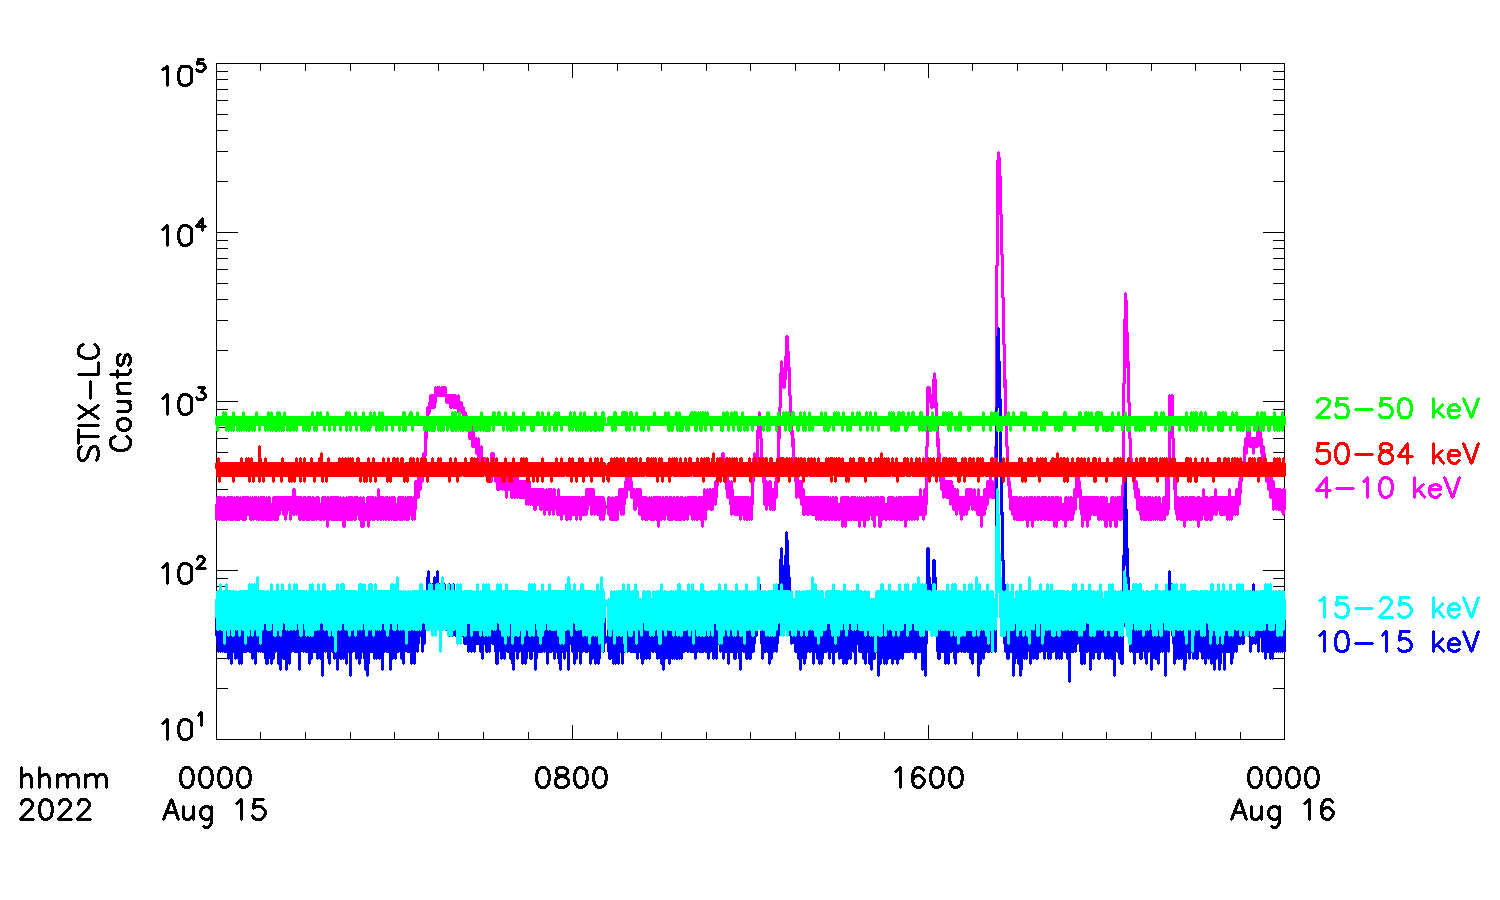 10^5
10^4
10^3
10^2
10^1
STIX-LC
Counts
25-50 keV
50-84 keV
4-10 keV
15-25 keV
10-15 keV
hhmm 0000 0800 1600 0000
2022 Aug 15 Aug 16